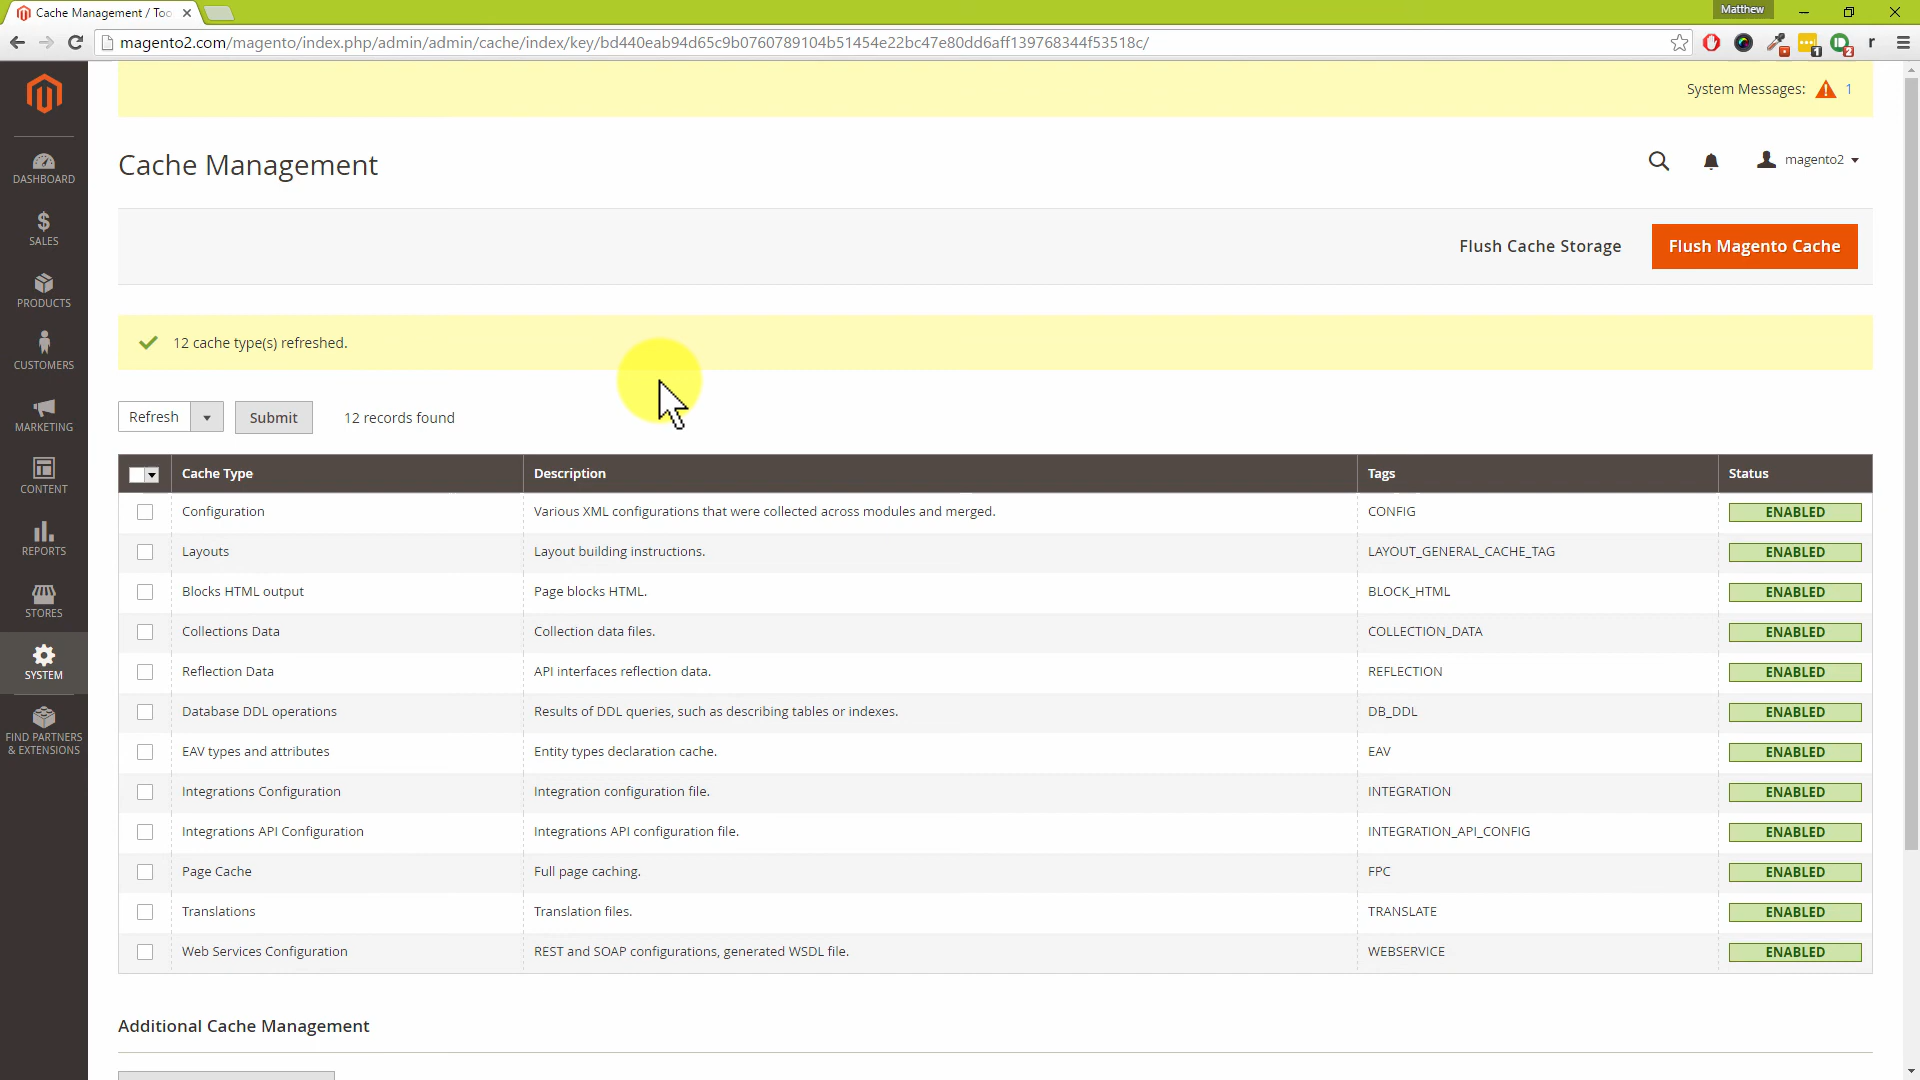 Cache Management / Too
Matthew
magento2.com/magento/index.php/admin/admin/cache/index/key/bd440eab94d65c9b0760789104b51454e22bc47e80dd6aff139768344f53518c/
1
2
r
System Messages: 1
Cache Management
magento2
Flush Cache Storage
Flush Magento Cache
12 cache type(s) refreshed.
Refresh
Submit
12 records found
DASHBOARD
SALES
PRODUCTS
CUSTOMERS
MARKETING
CONTENT
REPORTS
STORES
SYSTEM
FIND PARTNERS
& EXTENSIONS
Cache Type Description Tags Status
Configuration Various XML configurations that were collected across modules and merged. CONFIG ENABLED
Layouts Layout building instructions. LAYOUT_GENERAL_CACHE_TAG ENABLED
Blocks HTML output Page blocks HTML. BLOCK_HTML ENABLED
Collections Data Collection data files. COLLECTION_DATA ENABLED
Reflection Data API interfaces reflection data. REFLECTION ENABLED
Database DDL operations Results of DDL queries, such as describing tables or indexes. DB_DDL ENABLED
EAV types and attributes Entity types declaration cache. EAV ENABLED
Integrations Configuration Integration configuration file. INTEGRATION ENABLED
Integrations API Configuration Integrations API configuration file. INTEGRATION_API_CONFIG ENABLED
Page Cache Full page caching. FPC ENABLED
Translations Translation files. TRANSLATE ENABLED
Web Services Configuration REST and SOAP configurations, generated WSDL file. WEBSERVICE ENABLED
Additional Cache Management